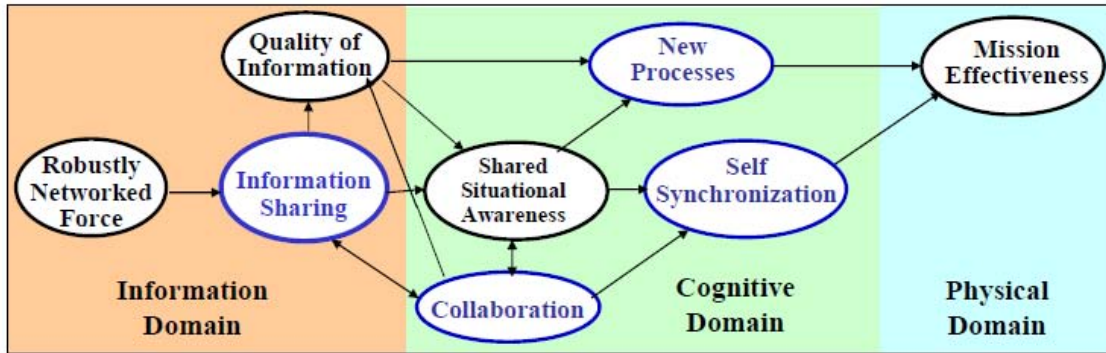 Quality of
Information
New
Processes
Mission
Effectiveness
Robustly
Networked
Force
Information
Sharing
Shared
Situational
Awareness
Self
Synchronization
Collaboration
Information
Domain
Cognitive
Domain
Physical
Domain